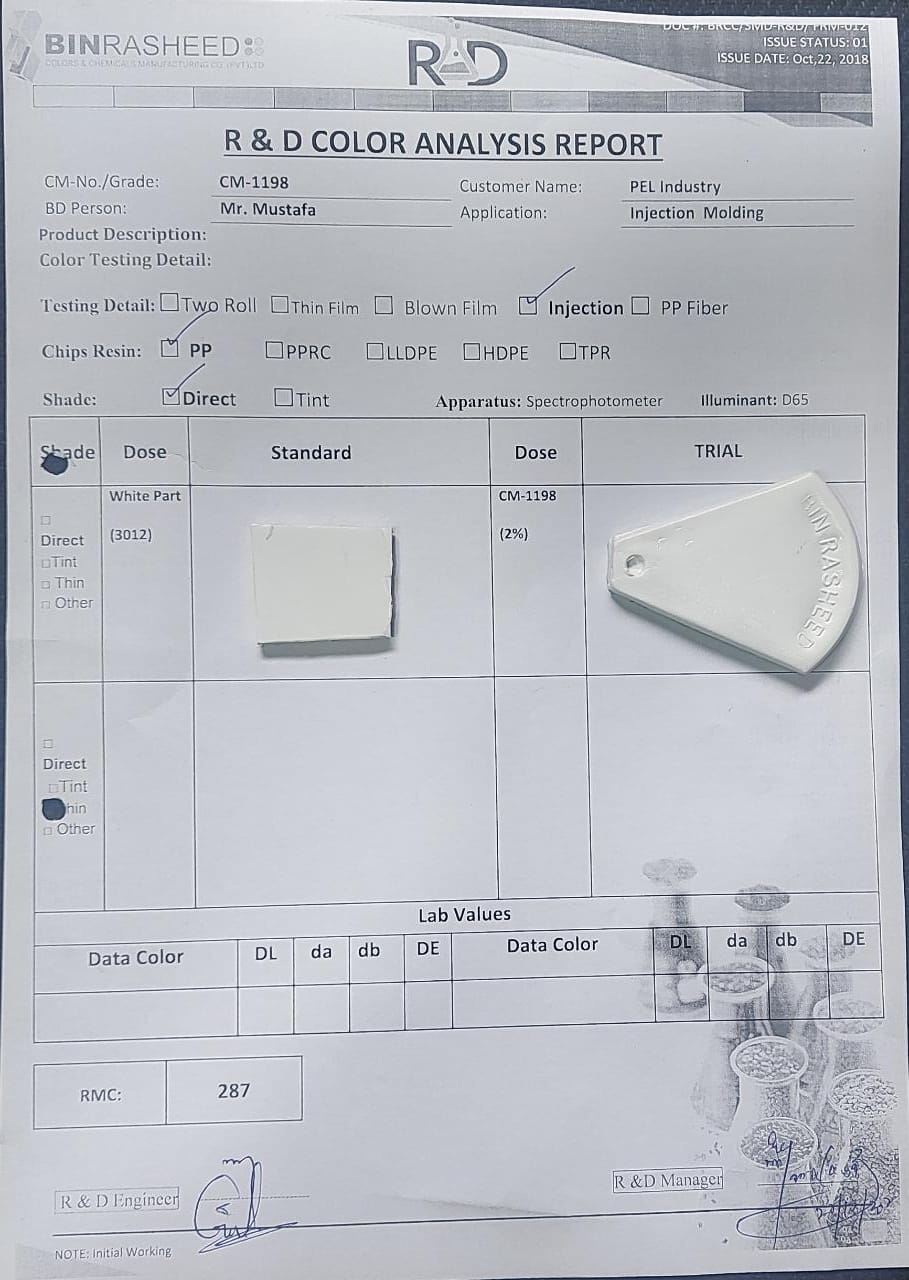 BINRASHEED
COLORS & CHEMICALS MANUFACTURING CO. (PVT) LTD
R&D
DOC #: BRCC/SMD-R&D/ FRM-012
ISSUE STATUS: 01
ISSUE DATE: Oct,22, 2018
R & D COLOR ANALYSIS REPORT
CM-No./Grade: CM-1198 Customer Name: PEL Industry
BD Person: Mr. Mustafa Application: Injection Molding
Product Description:
Color Testing Detail:
Testing Detail: Two Roll Thin Film Blown Film Injection PP Fiber
Chips Resin: PP PPRC LLDPE HDPE TPR
Shade: Direct Tint Apparatus: Spectrophotometer Illuminant: D65
Shade Dose Standard Dose TRIAL
White Part CM-1198
(3012) (2%)
BIN RASHEED
Direct
Tint
Thin
Other
Direct
Tint
hin
Other
Lab Values
Data Color DL da db DE Data Color DL da db DE
RMC: 287
R & D Engineer
R &D Manager
NOTE: Initial Working